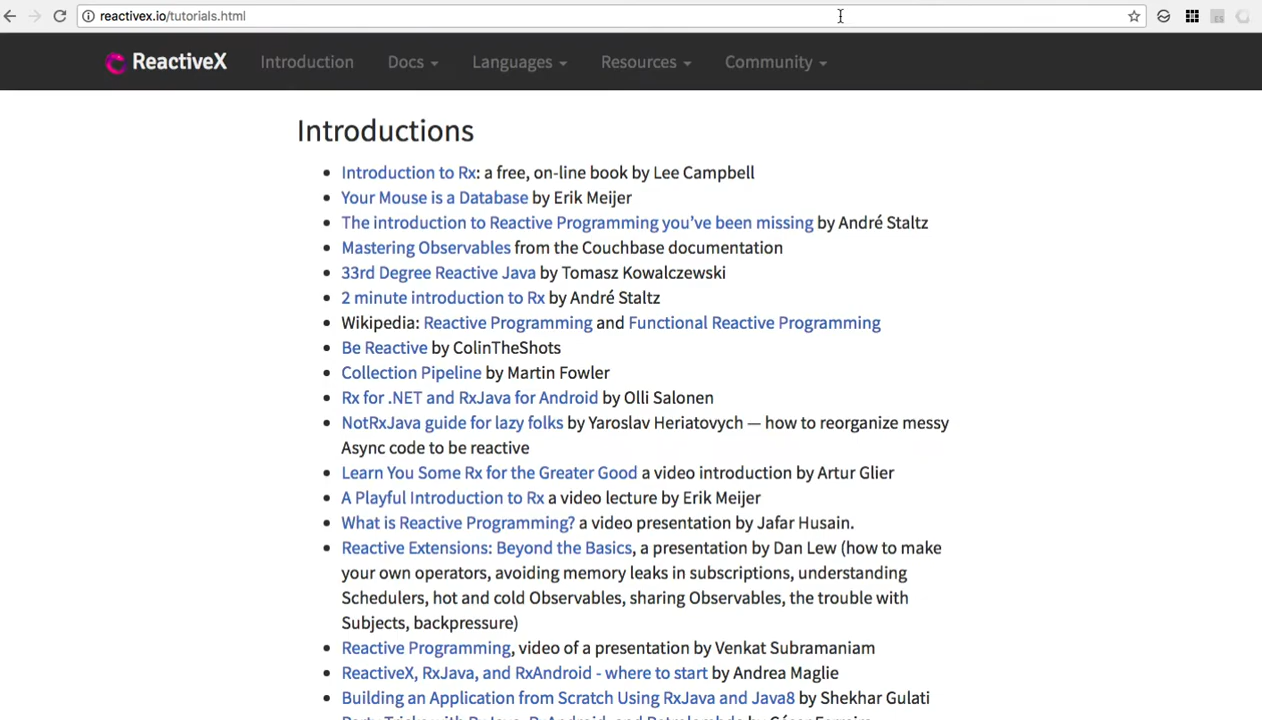 reactivex.io/tutorials.html
ReactiveX Introduction Docs Languages Resources Community
Introductions
Introduction to Rx: a free, on-line book by Lee Campbell
Your Mouse is a Database by Erik Meijer
The introduction to Reactive Programming you’ve been missing by André Staltz
Mastering Observables from the Couchbase documentation
33rd Degree Reactive Java by Tomasz Kowalczewski
2 minute introduction to Rx by André Staltz
Wikipedia: Reactive Programming and Functional Reactive Programming
Be Reactive by ColinTheShots
Collection Pipeline by Martin Fowler
Rx for .NET and RxJava for Android by Olli Salonen
NotRxJava guide for lazy folks by Yaroslav Heriatovych — how to reorganize messy
Async code to be reactive
Learn You Some Rx for the Greater Good a video introduction by Artur Glier
A Playful Introduction to Rx a video lecture by Erik Meijer
What is Reactive Programming? a video presentation by Jafar Husain.
Reactive Extensions: Beyond the Basics, a presentation by Dan Lew (how to make
your own operators, avoiding memory leaks in subscriptions, understanding
Schedulers, hot and cold Observables, sharing Observables, the trouble with
Subjects, backpressure)
Reactive Programming, video of a presentation by Venkat Subramaniam
ReactiveX, RxJava, and RxAndroid - where to start by Andrea Maglie
Building an Application from Scratch Using RxJava and Java8 by Shekhar Gulati